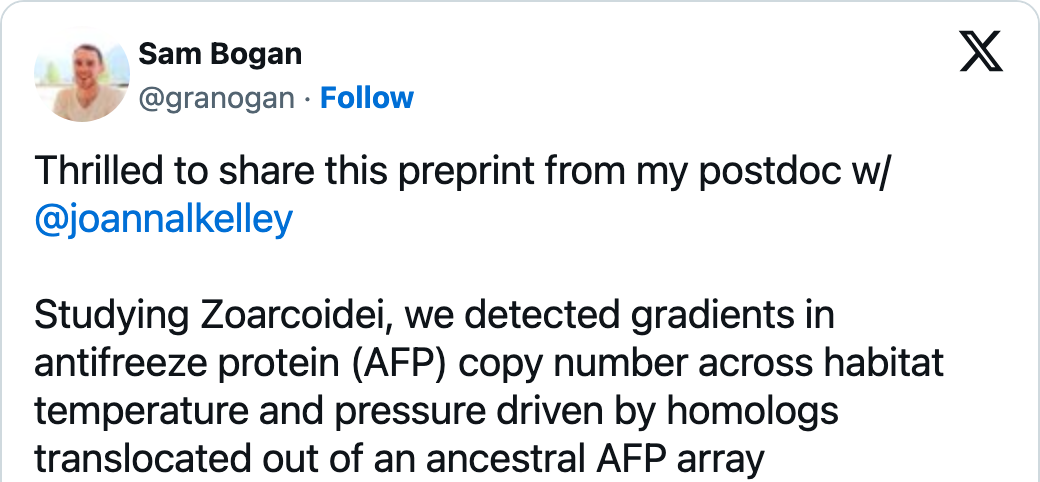 Sam Bogan
@granogan · Follow
Thrilled to share this preprint from my postdoc w/
@joannalkelley
Studying Zoarcoidei, we detected gradients in
antifreeze protein (AFP) copy number across habitat
temperature and pressure driven by homologs
translocated out of an ancestral AFP array